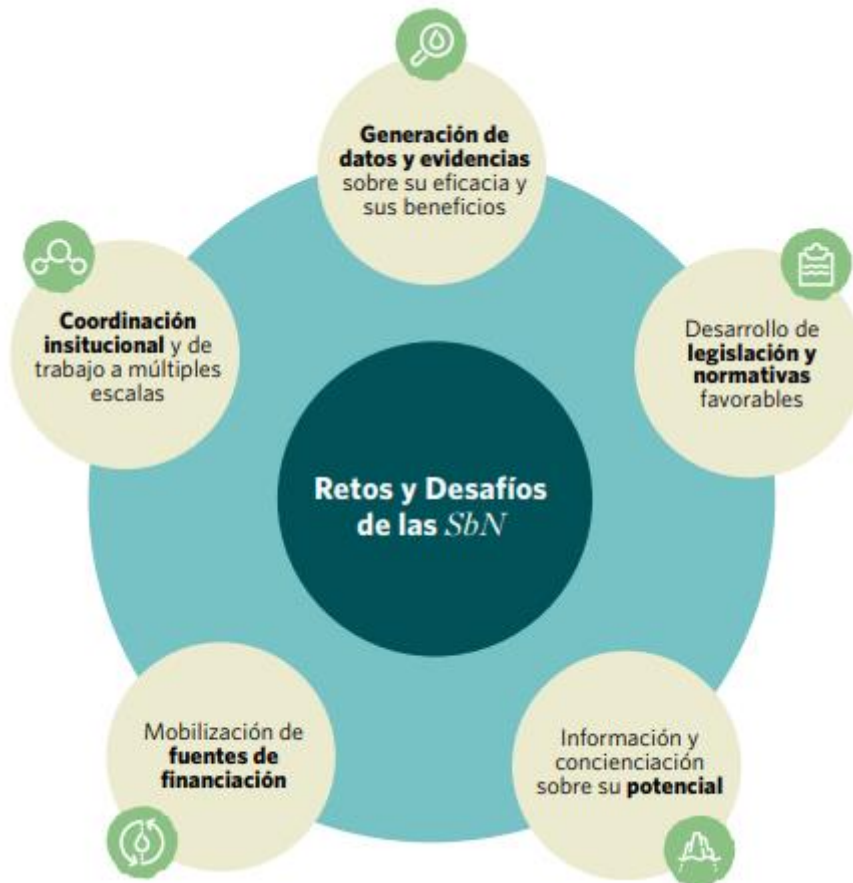 Generación de
datos y evidencias
sobre su eficacia y
sus beneficios
Coordinación
insitucional y de
trabajo a múltiples
escalas
Desarrollo de
legislación y
normativas
favorables
Retos y Desafíos
de las SbN
Mobilización de
fuentes de
financiación
Información y
concienciación
sobre su potencial